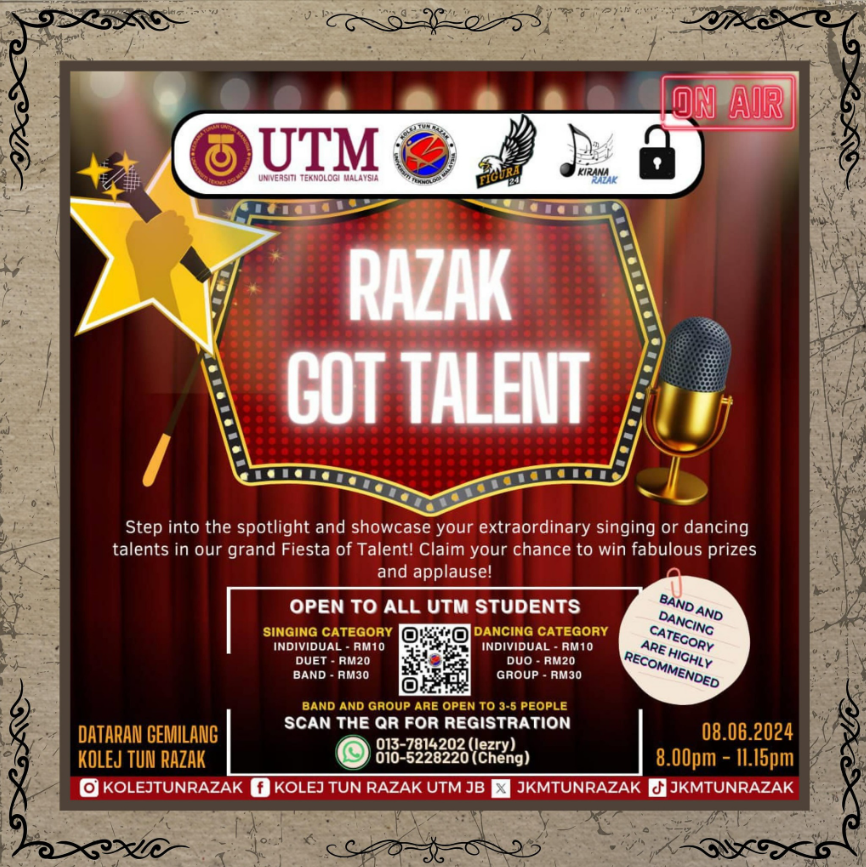 ON AIR
UTM
UNIVERSITI TEKNOLOGI MALAYSIA
KOLEJ TUN RAZAK
UNIVERSITI TEKNOLOGI MALAYSIA
FIGURA
24
KIRANA
RAZAK
RAZAK
GOT TALENT
Step into the spotlight and showcase your extraordinary singing or dancing
talents in our grand Fiesta of Talent! Claim your chance to win fabulous prizes
and applause!
OPEN TO ALL UTM STUDENTS
SINGING CATEGORY
INDIVIDUAL - RM10
DUET - RM20
BAND - RM30
DANCING CATEGORY
INDIVIDUAL - RM10
DUO - RM20
GROUP - RM30
BAND AND GROUP ARE OPEN TO 3-5 PEOPLE
SCAN THE QR FOR REGISTRATION
013-7814202 (Iezry)
010-5228220 (Cheng)
BAND AND
DANCING
CATEGORY
ARE HIGHLY
RECOMMENDED
DATARAN GEMILANG
KOLEJ TUN RAZAK
08.06.2024
8.00pm - 11.15pm
KOLEJTUNRAZAK KOLEJ TUN RAZAK UTM JB JKMTUNRAZAK JKMTUNRAZAK